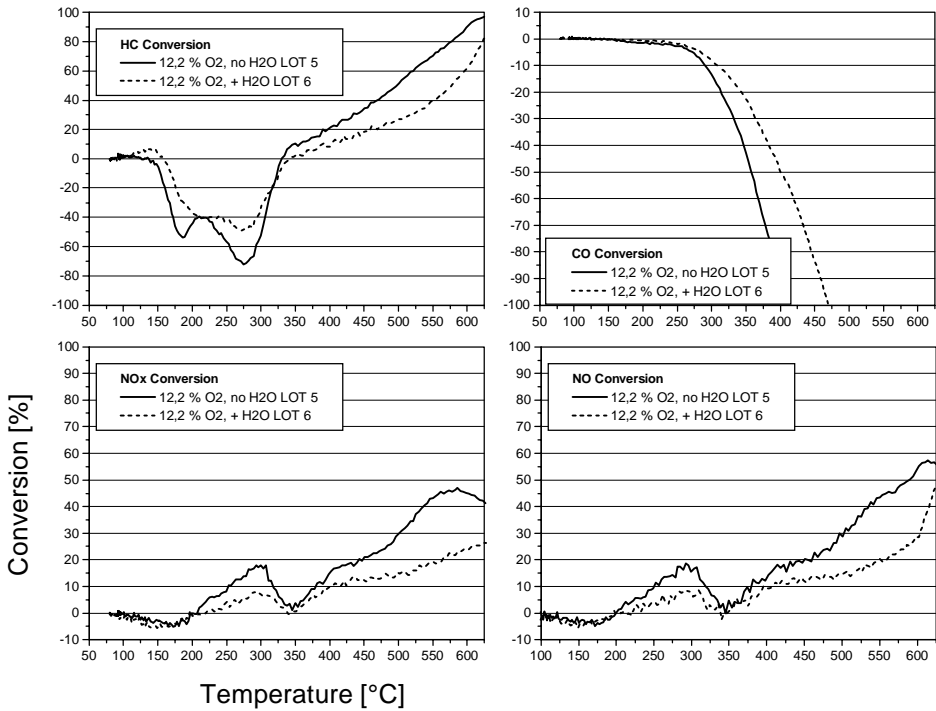 100
80
60
40
20
0
-20
-40
-60
-80
-100
HC Conversion
12,2 % O2, no H2O LOT 5
12,2 % O2, + H2O LOT 6
50 100 150 200 250 300 350 400 450 500 550 600
10
0
-10
-20
-30
-40
-50
-60
-70
-80
-90
-100
CO Conversion
12,2 % O2, no H2O LOT 5
12,2 % O2, + H2O LOT 6
50 100 150 200 250 300 350 400 450 500 550 600
100
90
80
70
60
50
40
30
20
10
0
-10
NOx Conversion
12,2 % O2, no H2O LOT 5
12,2 % O2, + H2O LOT 6
50 100 150 200 250 300 350 400 450 500 550 600
100
90
80
70
60
50
40
30
20
10
0
-10
NO Conversion
12,2 % O2, no H2O LOT 5
12,2 % O2, + H2O LOT 6
100 150 200 250 300 350 400 450 500 550 600
Conversion [%]
Temperature [°C]